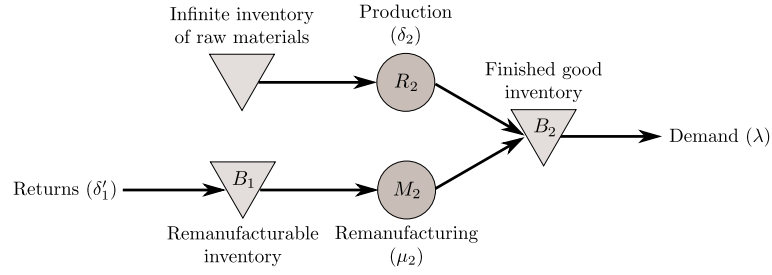 Infinite inventory
of raw materials
Production
(δ₂)
R₂
Finished good
inventory
B₂
Demand (λ)
Returns (δ₁′)
B₁
M₂
Remanufacturable
inventory
Remanufacturing
(μ₂)